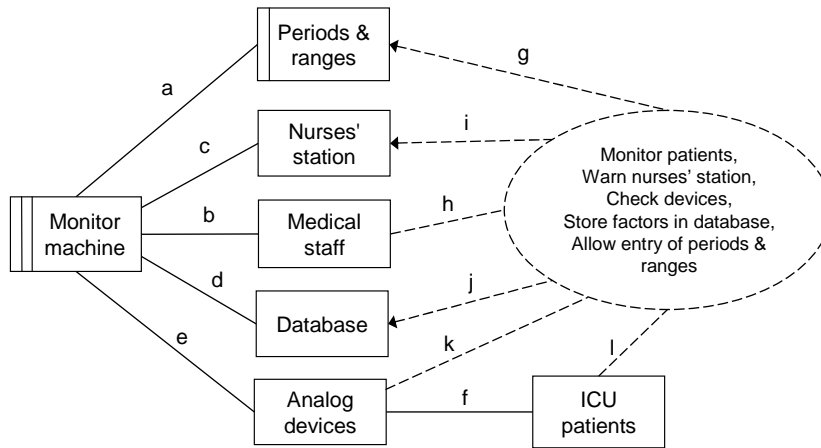 Periods &
ranges
g
a
i
Nurses'
station
c
Monitor patients,
Warn nurses' station,
Check devices,
Store factors in database,
Allow entry of periods &
ranges
h
Monitor
machine
b
Medical
staff
d
j
Database
e
k
l
Analog
devices
f
ICU
patients